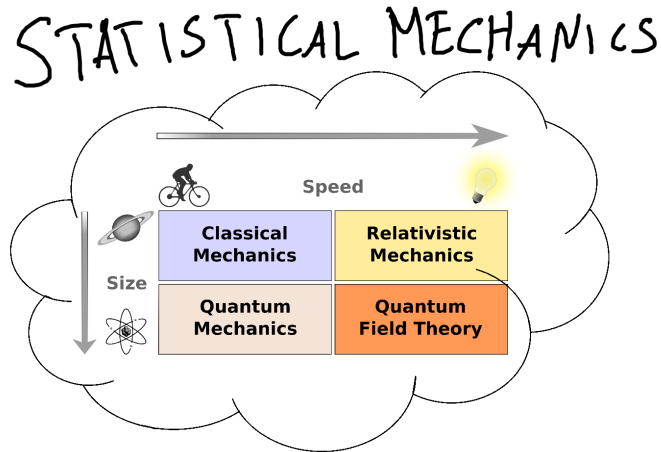 STATISTICAL MECHANICS
Speed
Classical
Mechanics
Relativistic
Mechanics
Size
Quantum
Mechanics
Quantum
Field Theory